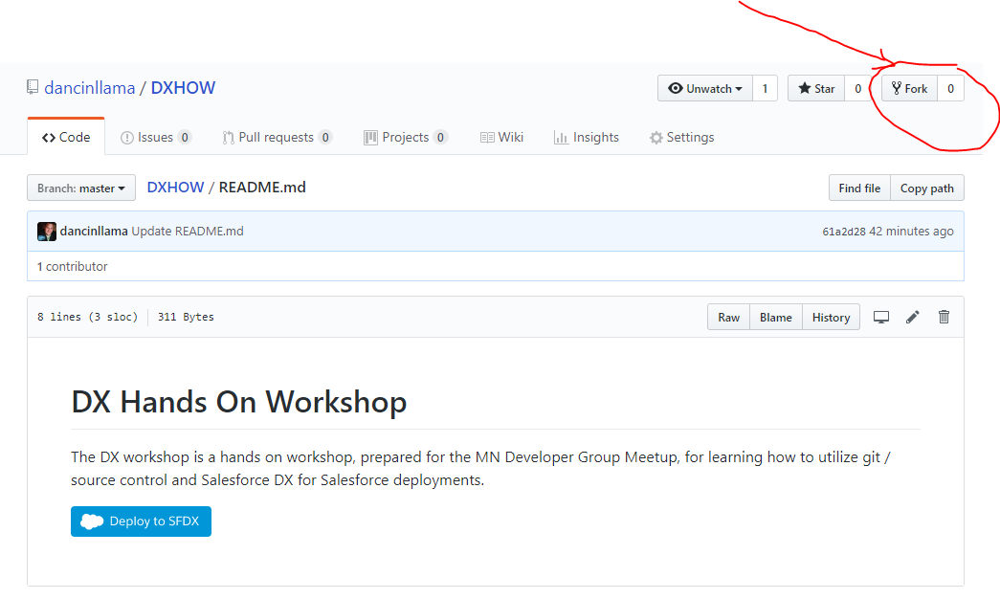 dancinllama / DXHOW
Unwatch 1 Star 0 Fork 0
Code Issues 0 Pull requests 0 Projects 0 Wiki Insights Settings
Branch: master DXHOW / README.md Find file Copy path
dancinllama Update README.md 61a2d28 42 minutes ago
1 contributor
8 lines (3 sloc) 311 Bytes Raw Blame History
DX Hands On Workshop
The DX workshop is a hands on workshop, prepared for the MN Developer Group Meetup, for learning how to utilize git /
source control and Salesforce DX for Salesforce deployments.
Deploy to SFDX